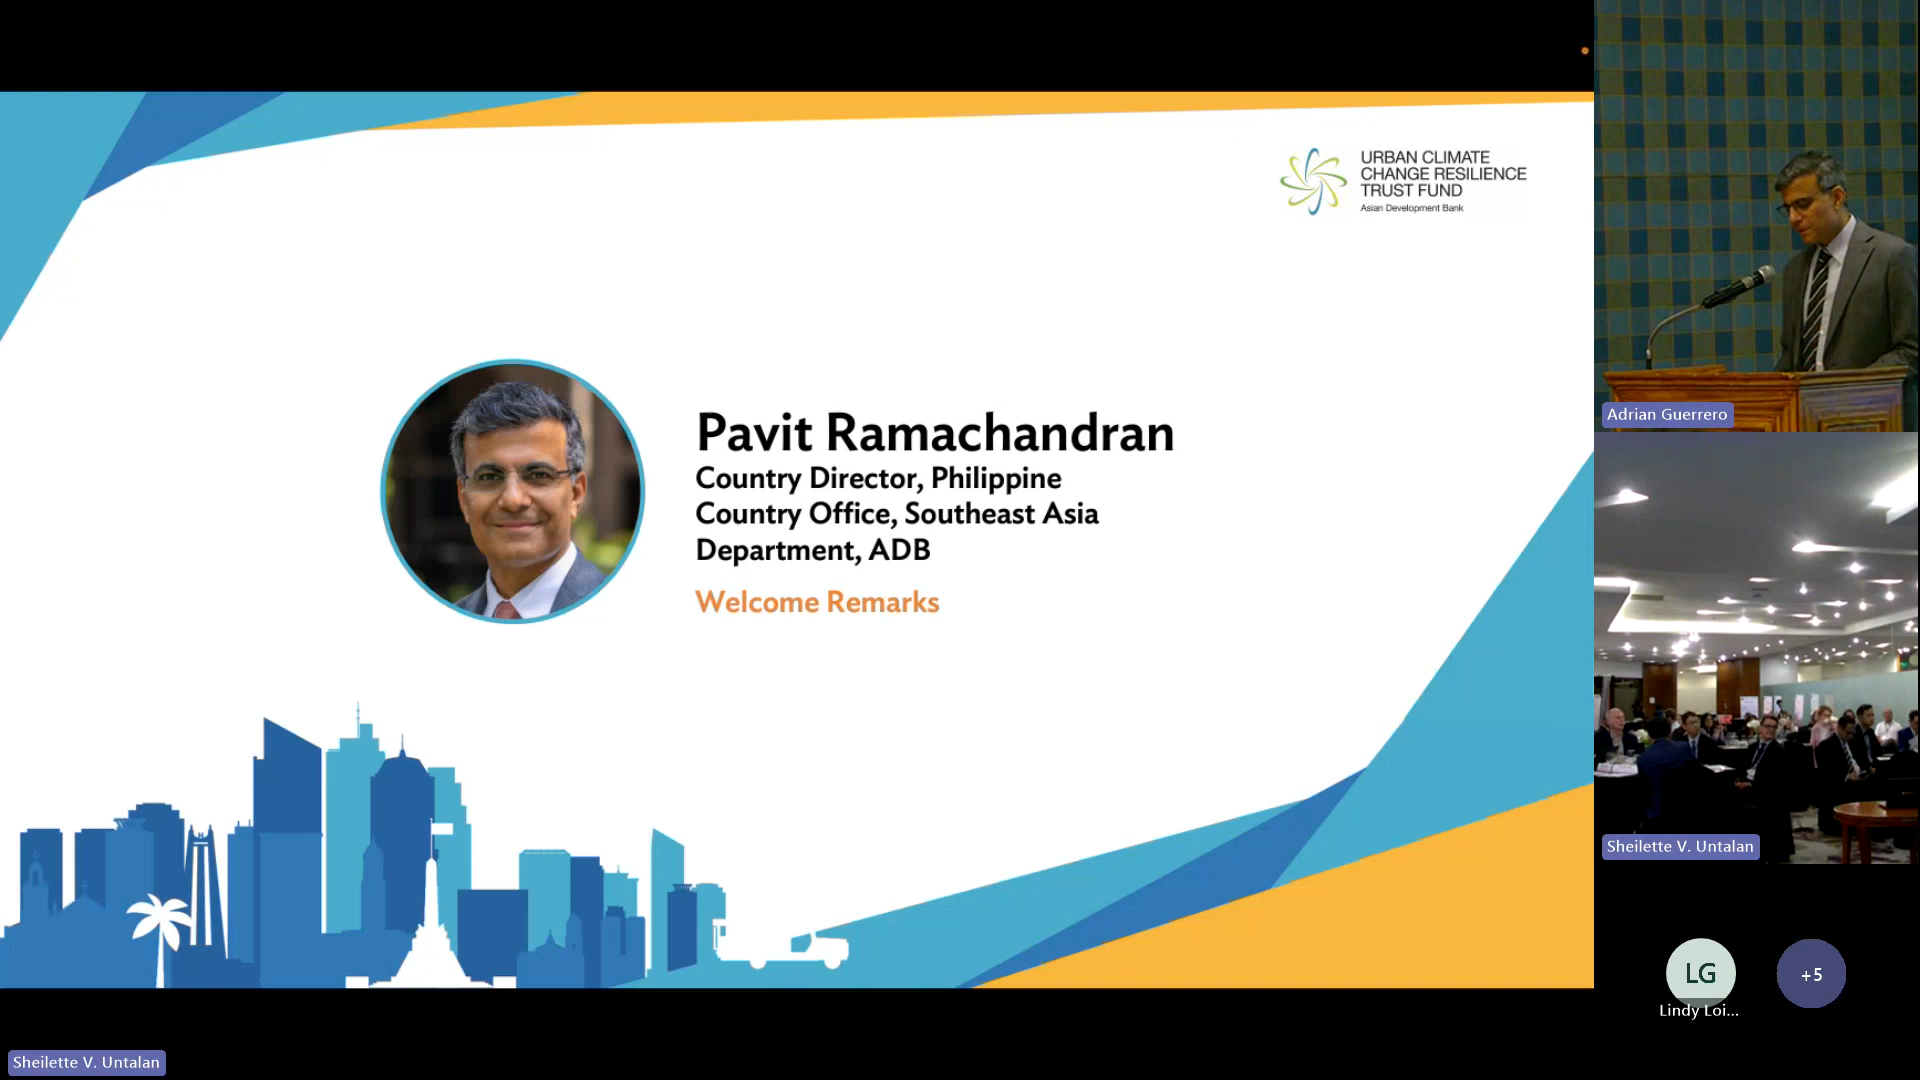 URBAN CLIMATE
CHANGE RESILIENCE
TRUST FUND
Asian Development Bank
Pavit Ramachandran
Country Director, Philippine
Country Office, Southeast Asia
Department, ADB
Welcome Remarks
Adrian Guerrero
Sheilette V. Untalan
LG
+5
Lindy Loi...
Sheilette V. Untalan